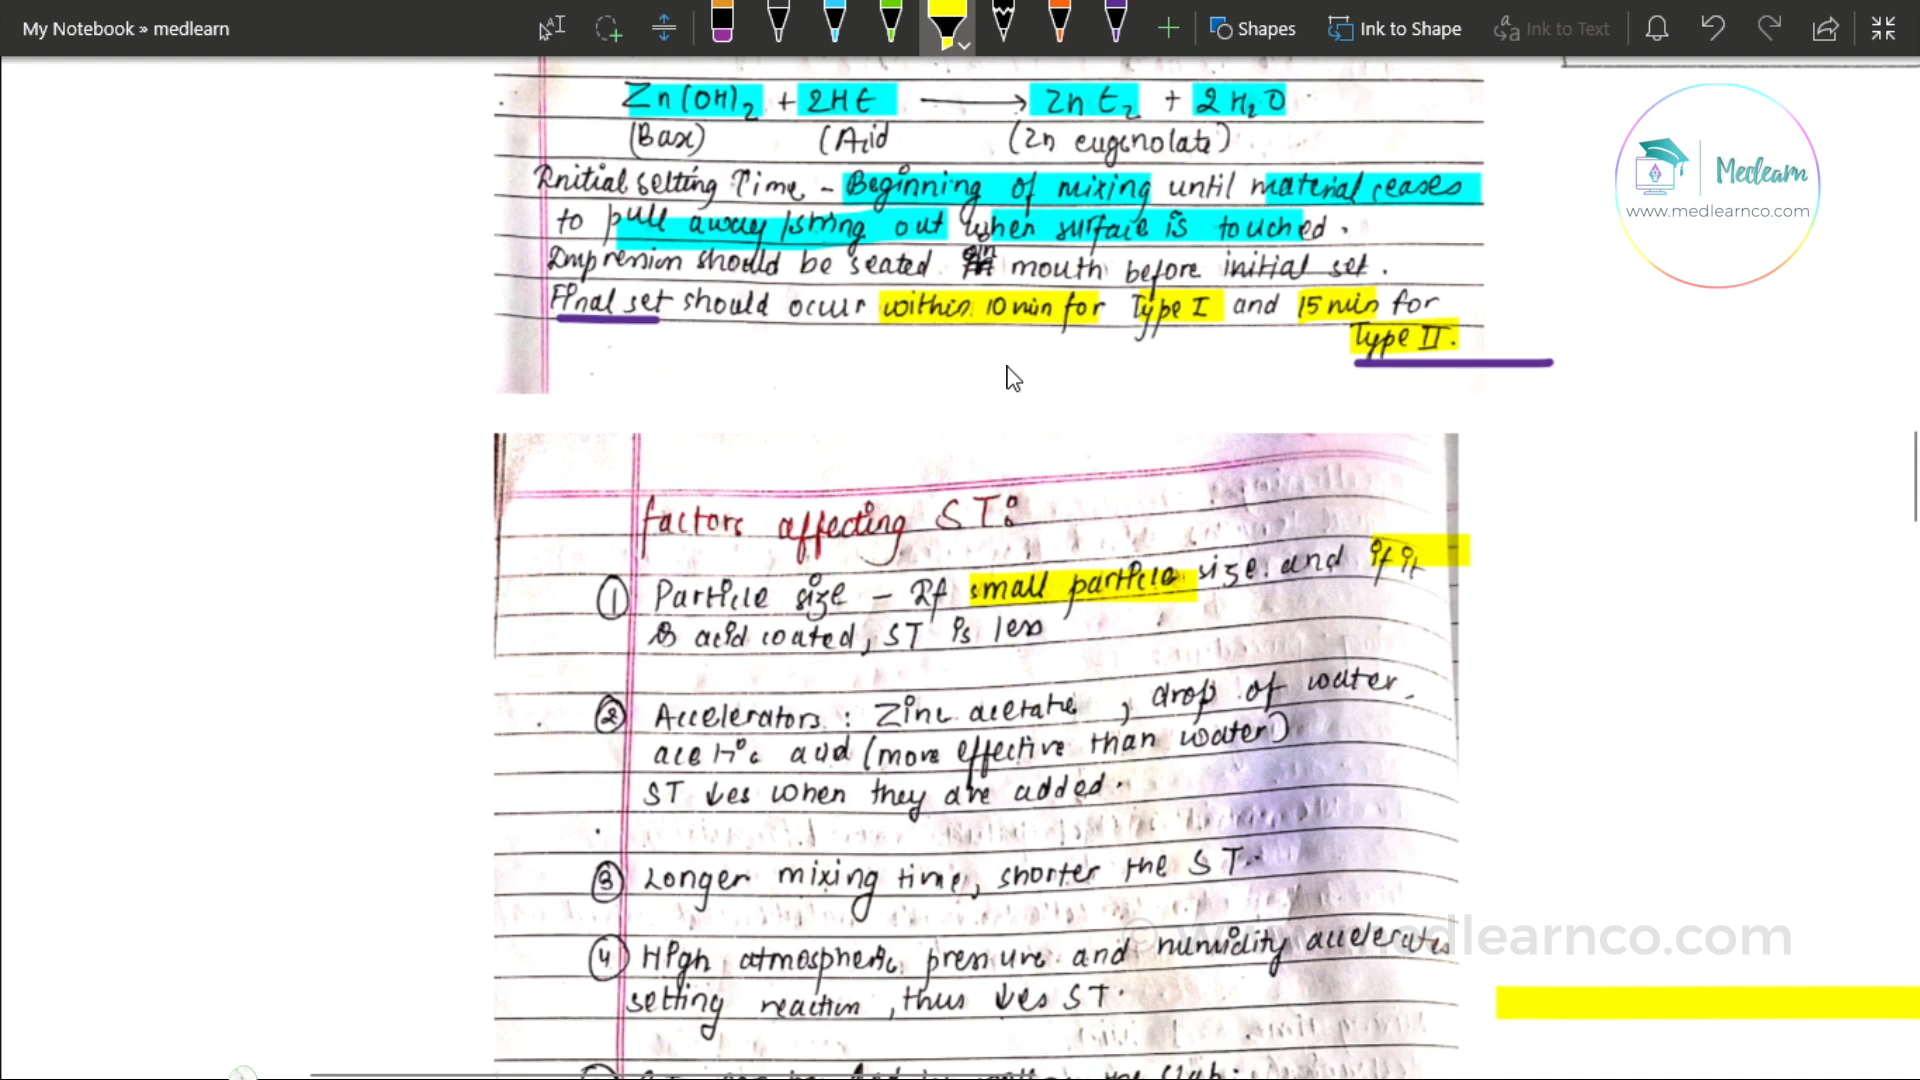 My Notebook » medlearn
Shapes
Ink to Shape
Ink to Text
Zn(OH)2 + 2HE ⟶ ZnE2 + 2H2O
(Base) (Acid (Zn eugenolate)
Initial setting Time - Beginning of mixing until material ceases
to pull away/string out when surface is touched.
Impression should be seated in mouth before initial set.
Final set should occur within 10 min for Type I and 15 min for
Type II.
Medlearn
www.medlearnco.com
factors affecting ST:
① Particle size - If small particle size and if it
is acid coated, ST is less
② Accelerators : Zinc acetate, drop of water.
acetic acid (more effective than water)
ST ↓es when they are added.
③ Longer mixing time, shorter the ST.
④ High atmospheric pressure and humidity accelerates
setting reaction, thus ↓es ST.
medlearnco.com